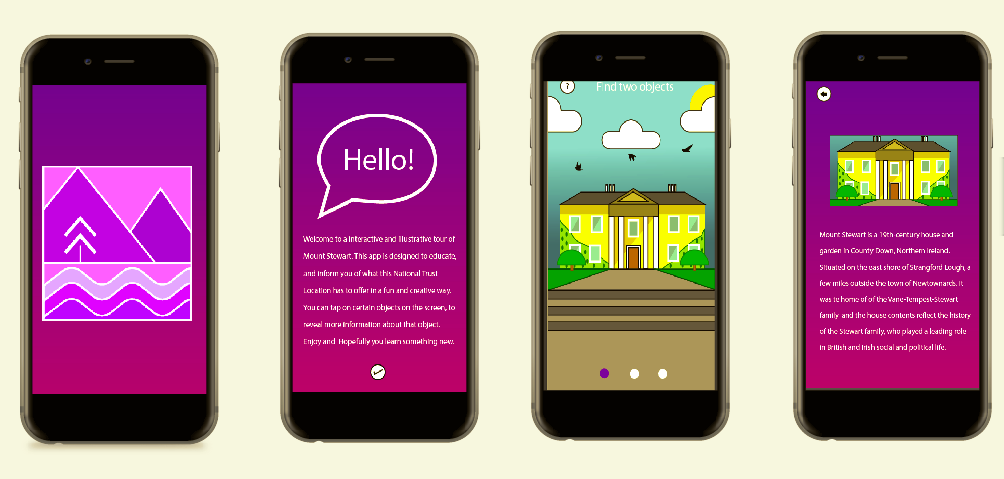 Hello!
Welcome to a interactive and illustrative tour of
Mount Stewart. This app is designed to educate,
and inform you of what this National Trust
Location has to offer in a fun and creative way.
You can tap on certain objects on the screen, to
reveal more information about that object.
Enjoy and Hopefully you learn something new.
?
Find two objects
Mount Stewart is a 19th-century house and
garden in County Down, Northern Ireland.
Situated on the east shore of Strangford Lough, a
few miles outside the town of Newtownards. It
was te home of of the Vane-Tempest-Stewart
family, and the house contents reflect the history
of the Stewart family, who played a leading role
in British and Irish social and political life.